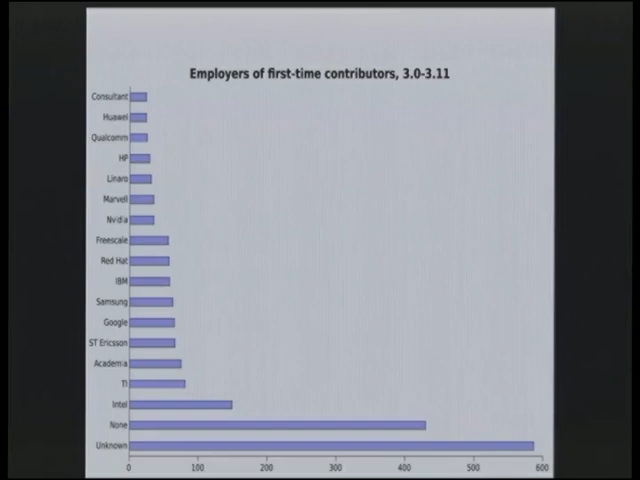 Employers of first-time contributors, 3.0-3.11
Consultant
Huawei
Qualcomm
HP
Linaro
Marvell
Nvidia
Freescale
Red Hat
IBM
Samsung
Google
ST Ericsson
Academia
TI
Intel
None
Unknown
0 100 200 300 400 500 600